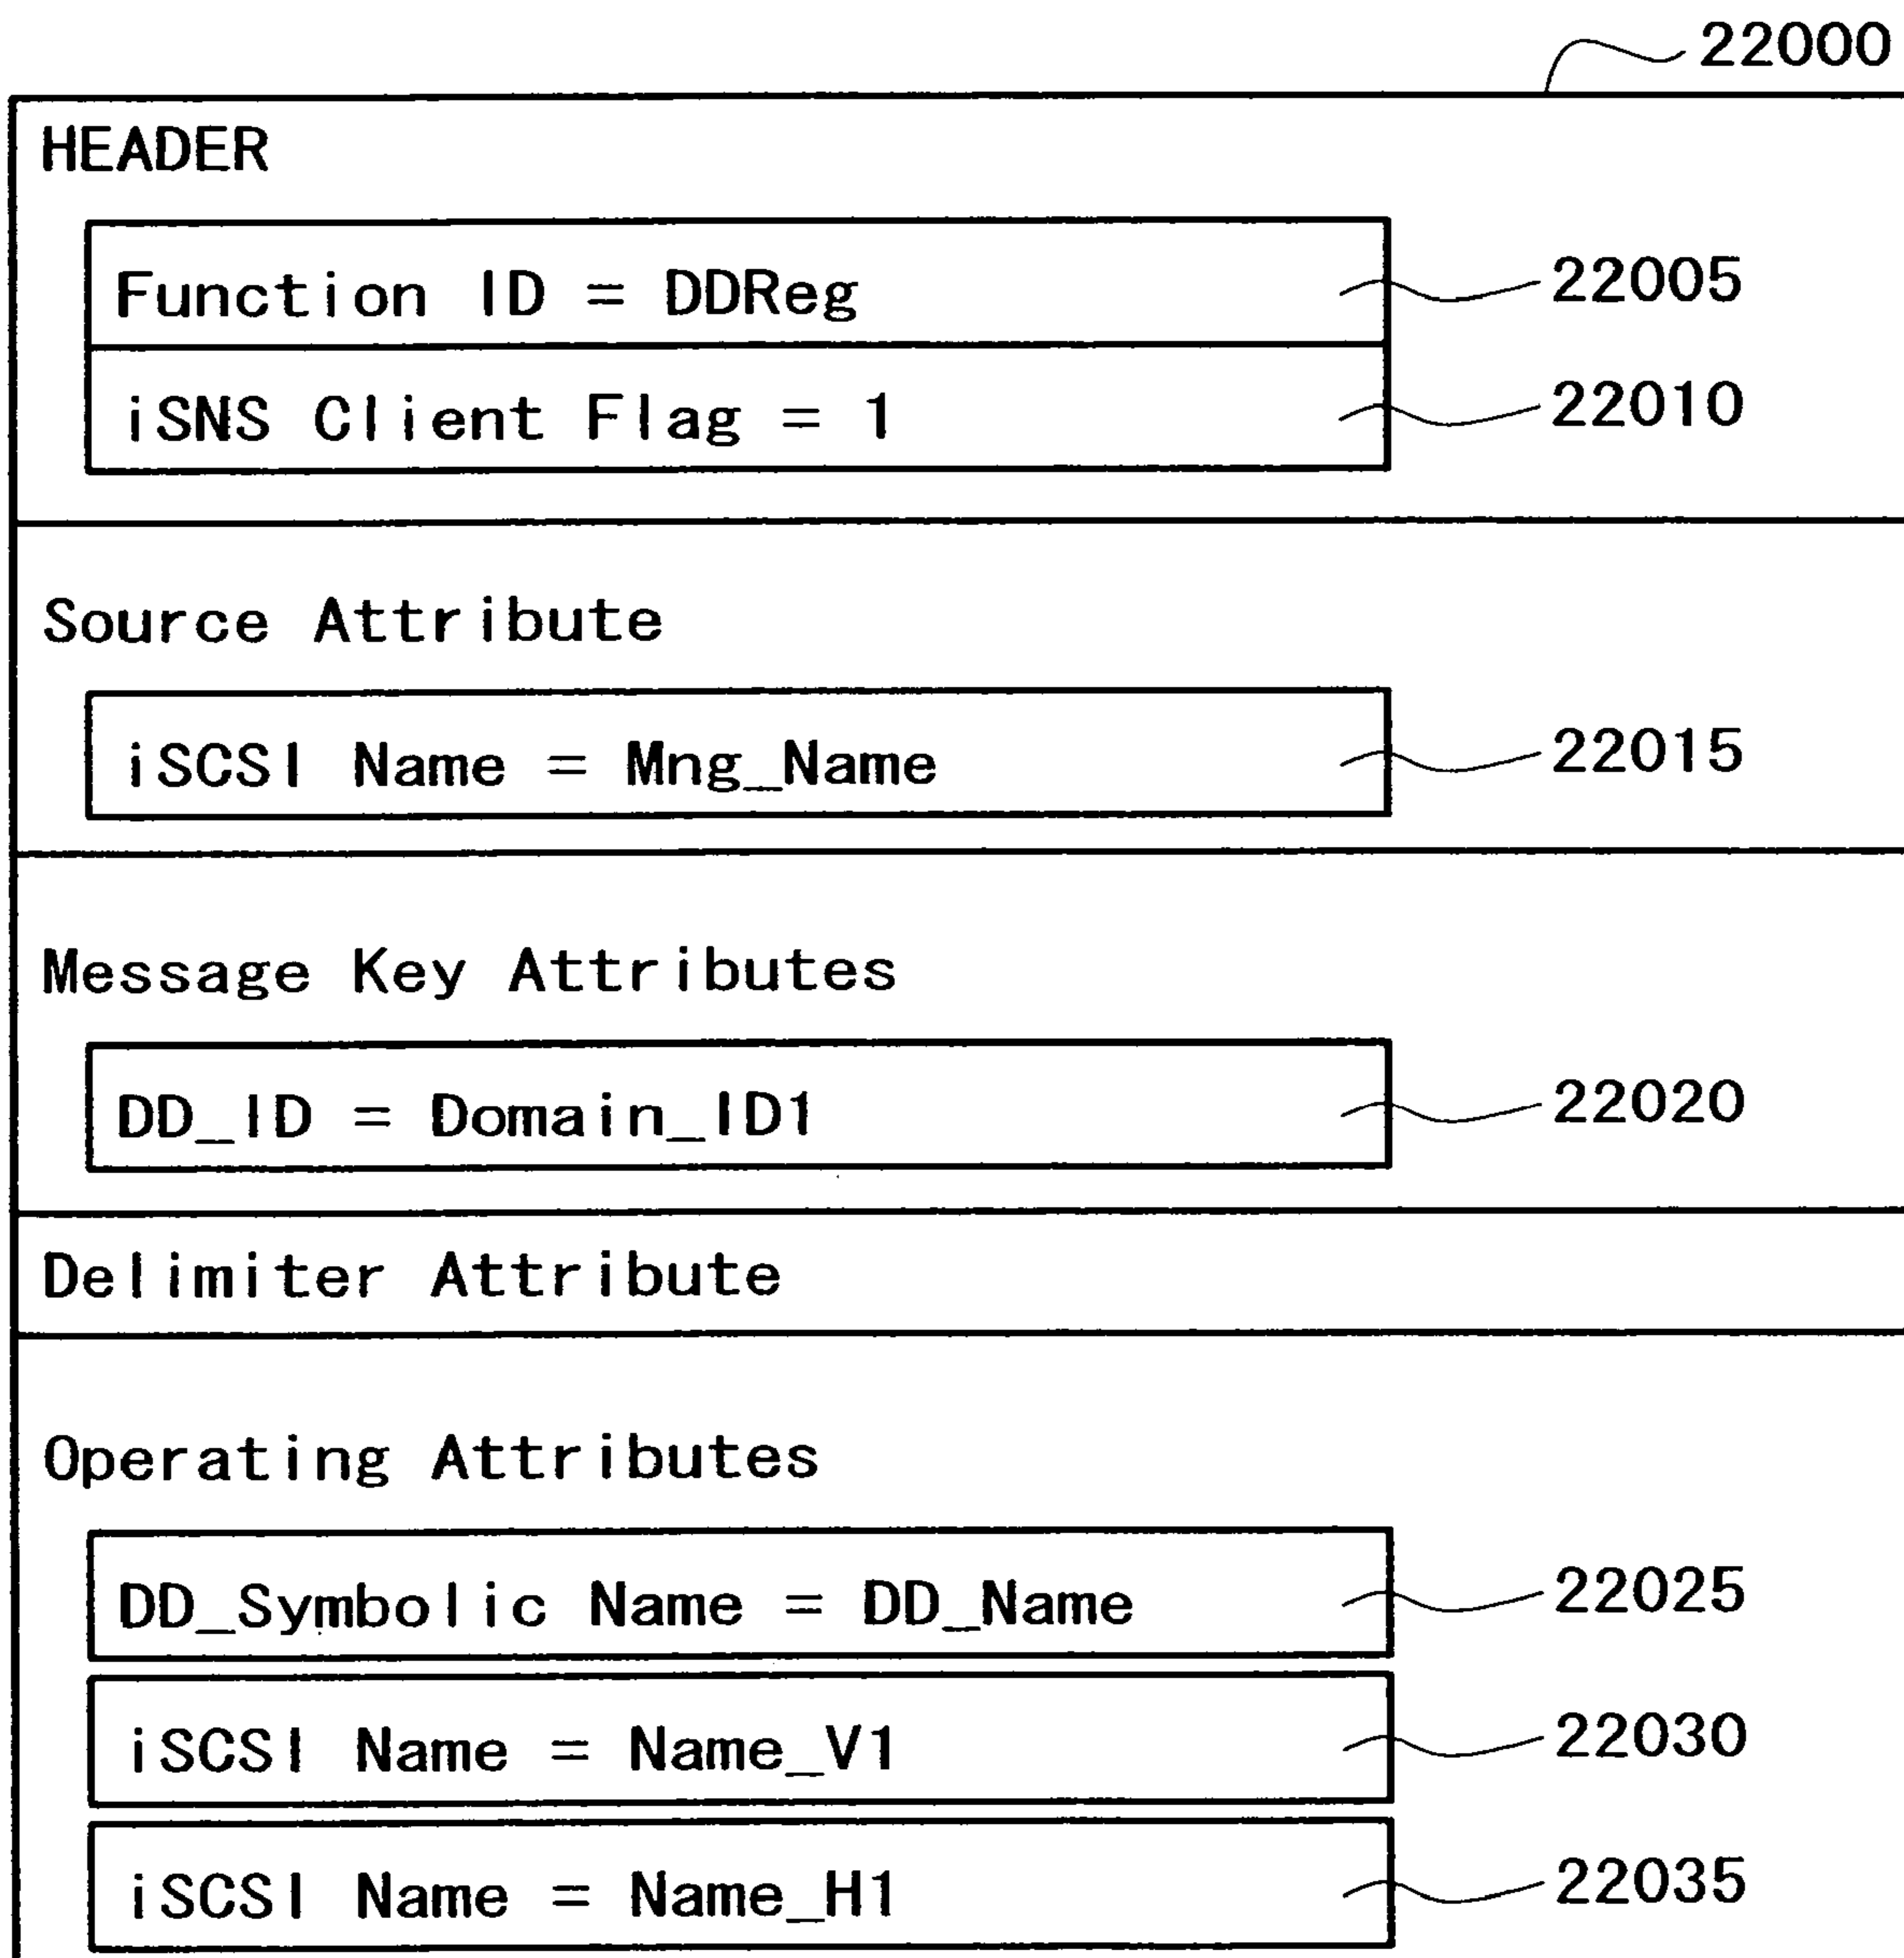 22000
HEADER
Function ID = DDReg 22005
iSNS Client Flag = 1 22010
Source Attribute
iSCSI Name = Mng_Name 22015
Message Key Attributes
DD_ID = Domain_ID1 22020
Delimiter Attribute
Operating Attributes
DD_Symbolic Name = DD_Name 22025
iSCSI Name = Name_V1 22030
iSCSI Name = Name_H1 22035